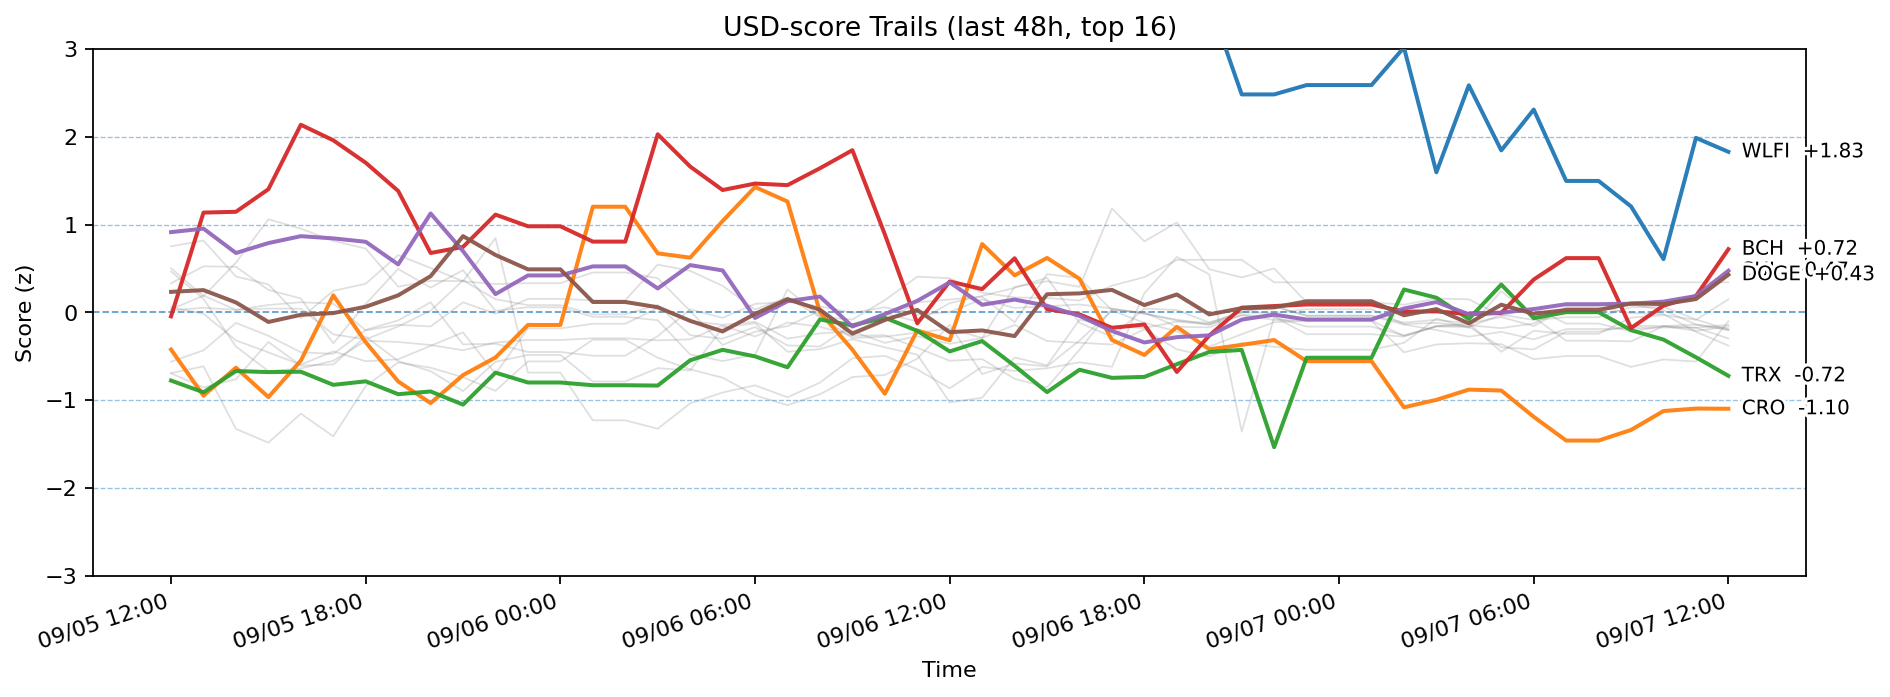 USD-score Trails (last 48h, top 16)
Score (z)
3
2
1
0
−1
−2
−3
WLFI +1.83
BCH +0.72
DOGE +0.43
TRX -0.72
CRO -1.10
09/05 12:00
09/05 18:00
09/06 00:00
09/06 06:00
09/06 12:00
09/06 18:00
09/07 00:00
09/07 06:00
09/07 12:00
Time